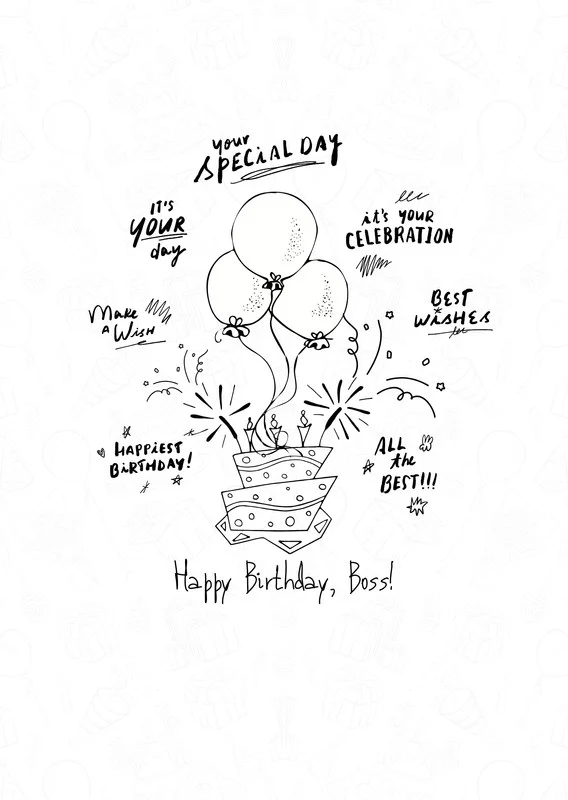 your
SPECiAL DAY
IT'S
YOUR
day
it's YOUR
CELEBRATION
Make
A WisH
BEST
WiSHES
HAPPIEST
BiRTHDAY!
ALL
the
BEST!!!
Happy Birthday, Boss!